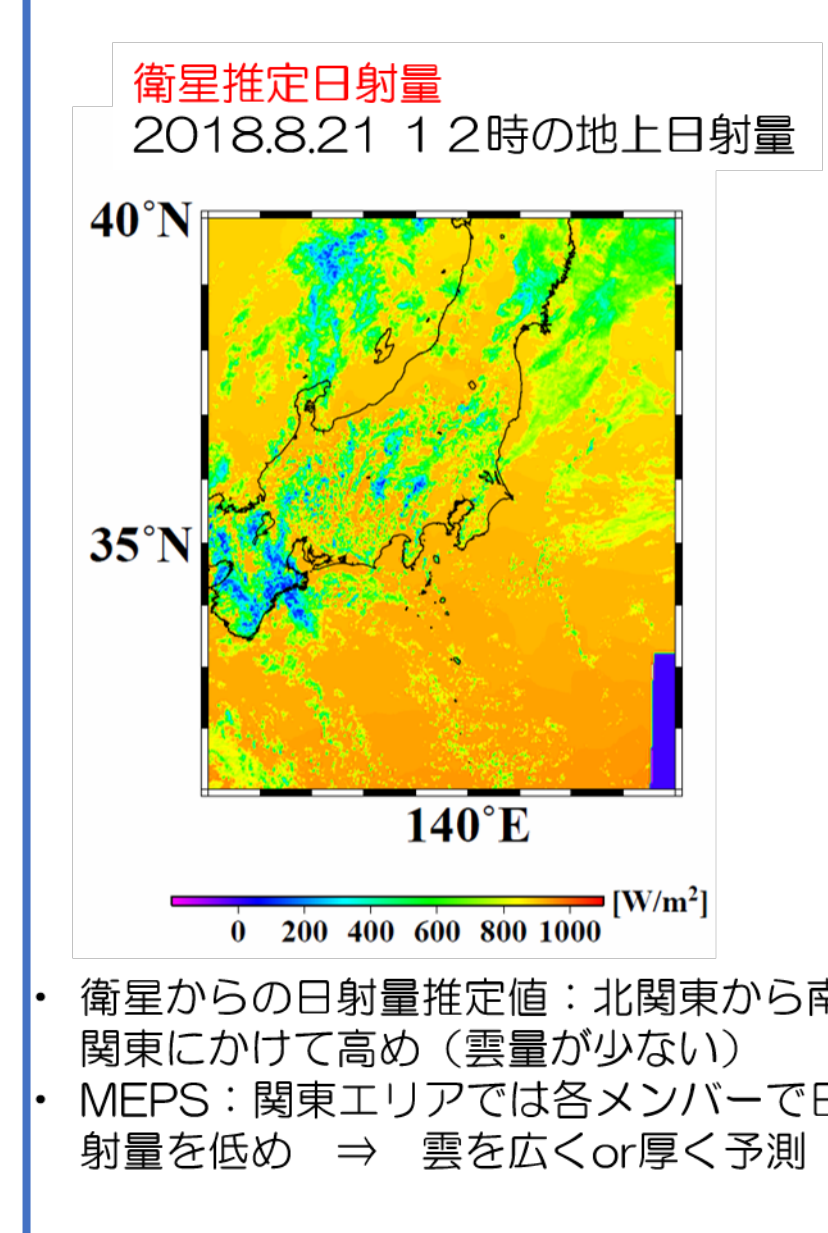 衛星推定日射量
2018.8.21 12時の地上日射量
40°N
35°N
140°E
[W/m²]
0 200 400 600 800 1000
• 衛星からの日射量推定値：北関東から南
関東にかけて高め（雲量が少ない）
• MEPS：関東エリアでは各メンバーで日
射量を低め ⇒ 雲を広くor厚く予測